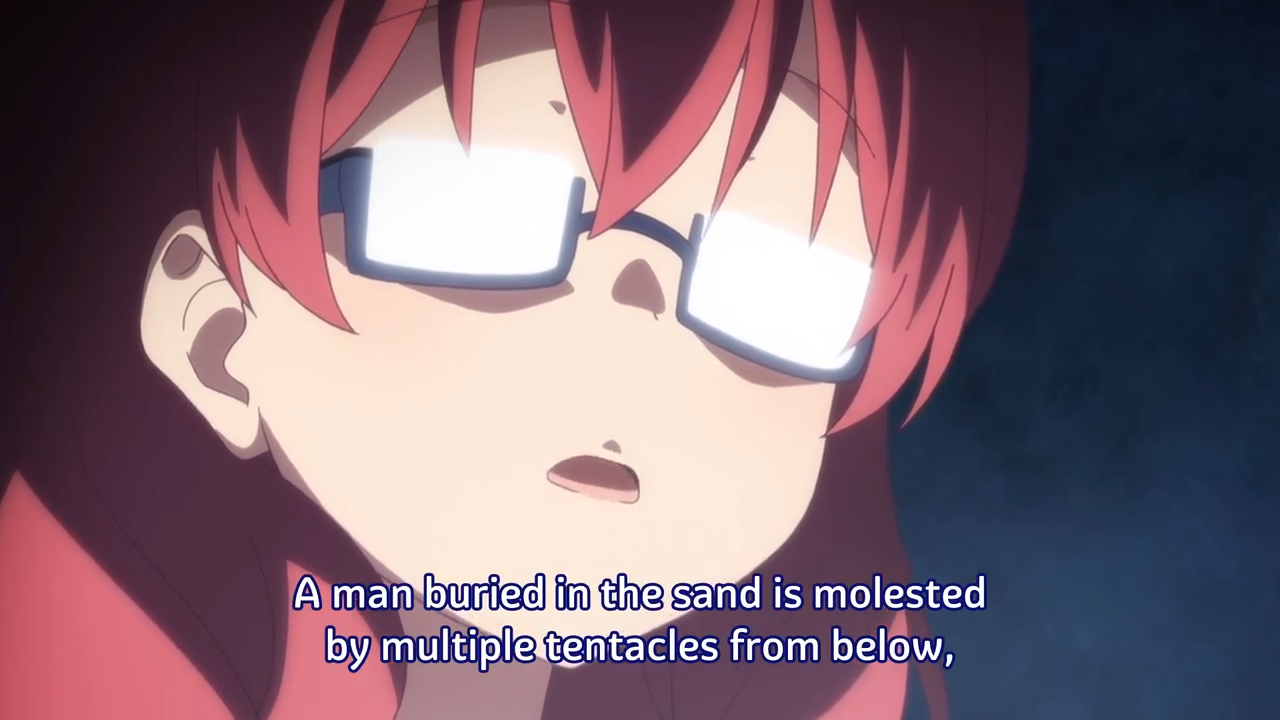 A man buried in the sand is molested
by multiple tentacles from below,